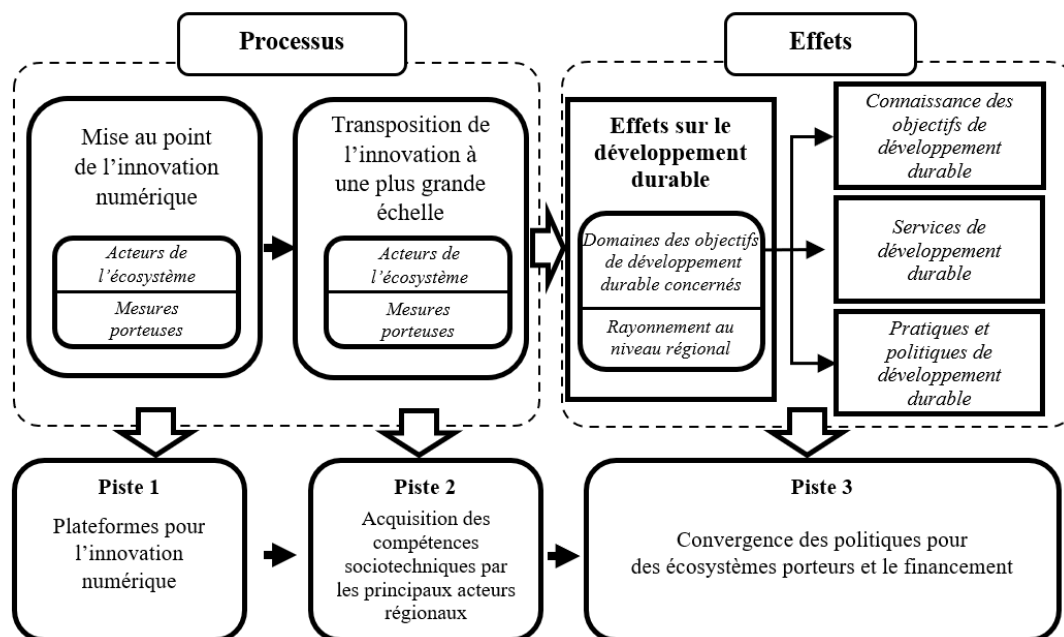 Processus
Effets
Mise au point
de l’innovation
numérique
Acteurs de
l’écosystème
Mesures
porteuses
Transposition de
l’innovation à
une plus grande
échelle
Acteurs de
l’écosystème
Mesures
porteuses
Effets sur le
développement
durable
Domaines des objectifs
de développement
durable concernés
Rayonnement au
niveau régional
Connaissance des
objectifs de
développement
durable
Services de
développement
durable
Pratiques et
politiques de
développement
durable
Piste 1
Plateformes pour
l’innovation
numérique
Piste 2
Acquisition des
compétences
sociotechniques par
les principaux acteurs
régionaux
Piste 3
Convergence des politiques pour
des écosystèmes porteurs et le financement